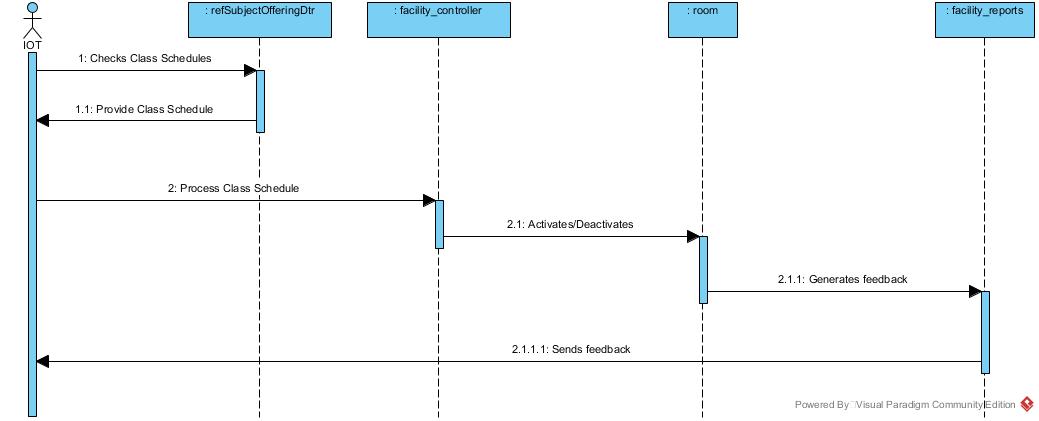 : refSubjectOfferingDtr
: facility_controller
: room
: facility_reports
IOT
1: Checks Class Schedules
1.1: Provide Class Schedule
2: Process Class Schedule
2.1: Activates/Deactivates
2.1.1: Generates feedback
2.1.1.1: Sends feedback
Powered By Visual Paradigm Community Edition